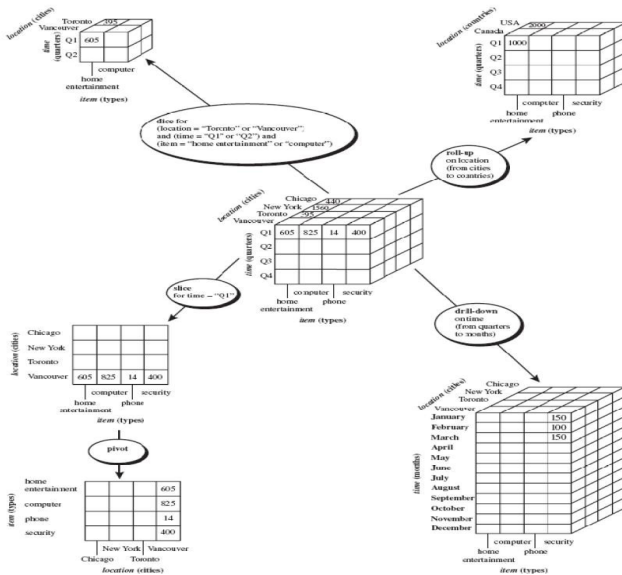 location (cities)
Toronto 395
Vancouver
time (quarters)
Q1 605
Q2
computer
home entertainment
item (types)
location (countries)
USA 2000
Canada
time (quarters)
Q1 1000
Q2
Q3
Q4
computer security
home entertainment phone
item (types)
dice for
(location = "Toronto" or "Vancouver")
and (time = "Q1" or "Q2") and
(item = "home entertainment" or "computer")
roll-up
on location
(from cities
to countries)
location (cities)
Chicago 440
New York 1560
Toronto 395
Vancouver
time (quarters)
Q1 605 825 14 400
Q2
Q3
Q4
computer security
home entertainment phone
item (types)
slice
for time = "Q1"
drill-down
on time
(from quarters
to months)
location (cities)
Chicago
New York
Toronto
Vancouver 605 825 14 400
computer security
home entertainment phone
item (types)
pivot
item (types)
home entertainment 605
computer 825
phone 14
security 400
New York Vancouver
Chicago Toronto
location (cities)
location (cities)
Chicago
New York
Toronto
Vancouver
time (months)
January 150
February 100
March 150
April
May
June
July
August
September
October
November
December
computer security
home entertainment phone
item (types)